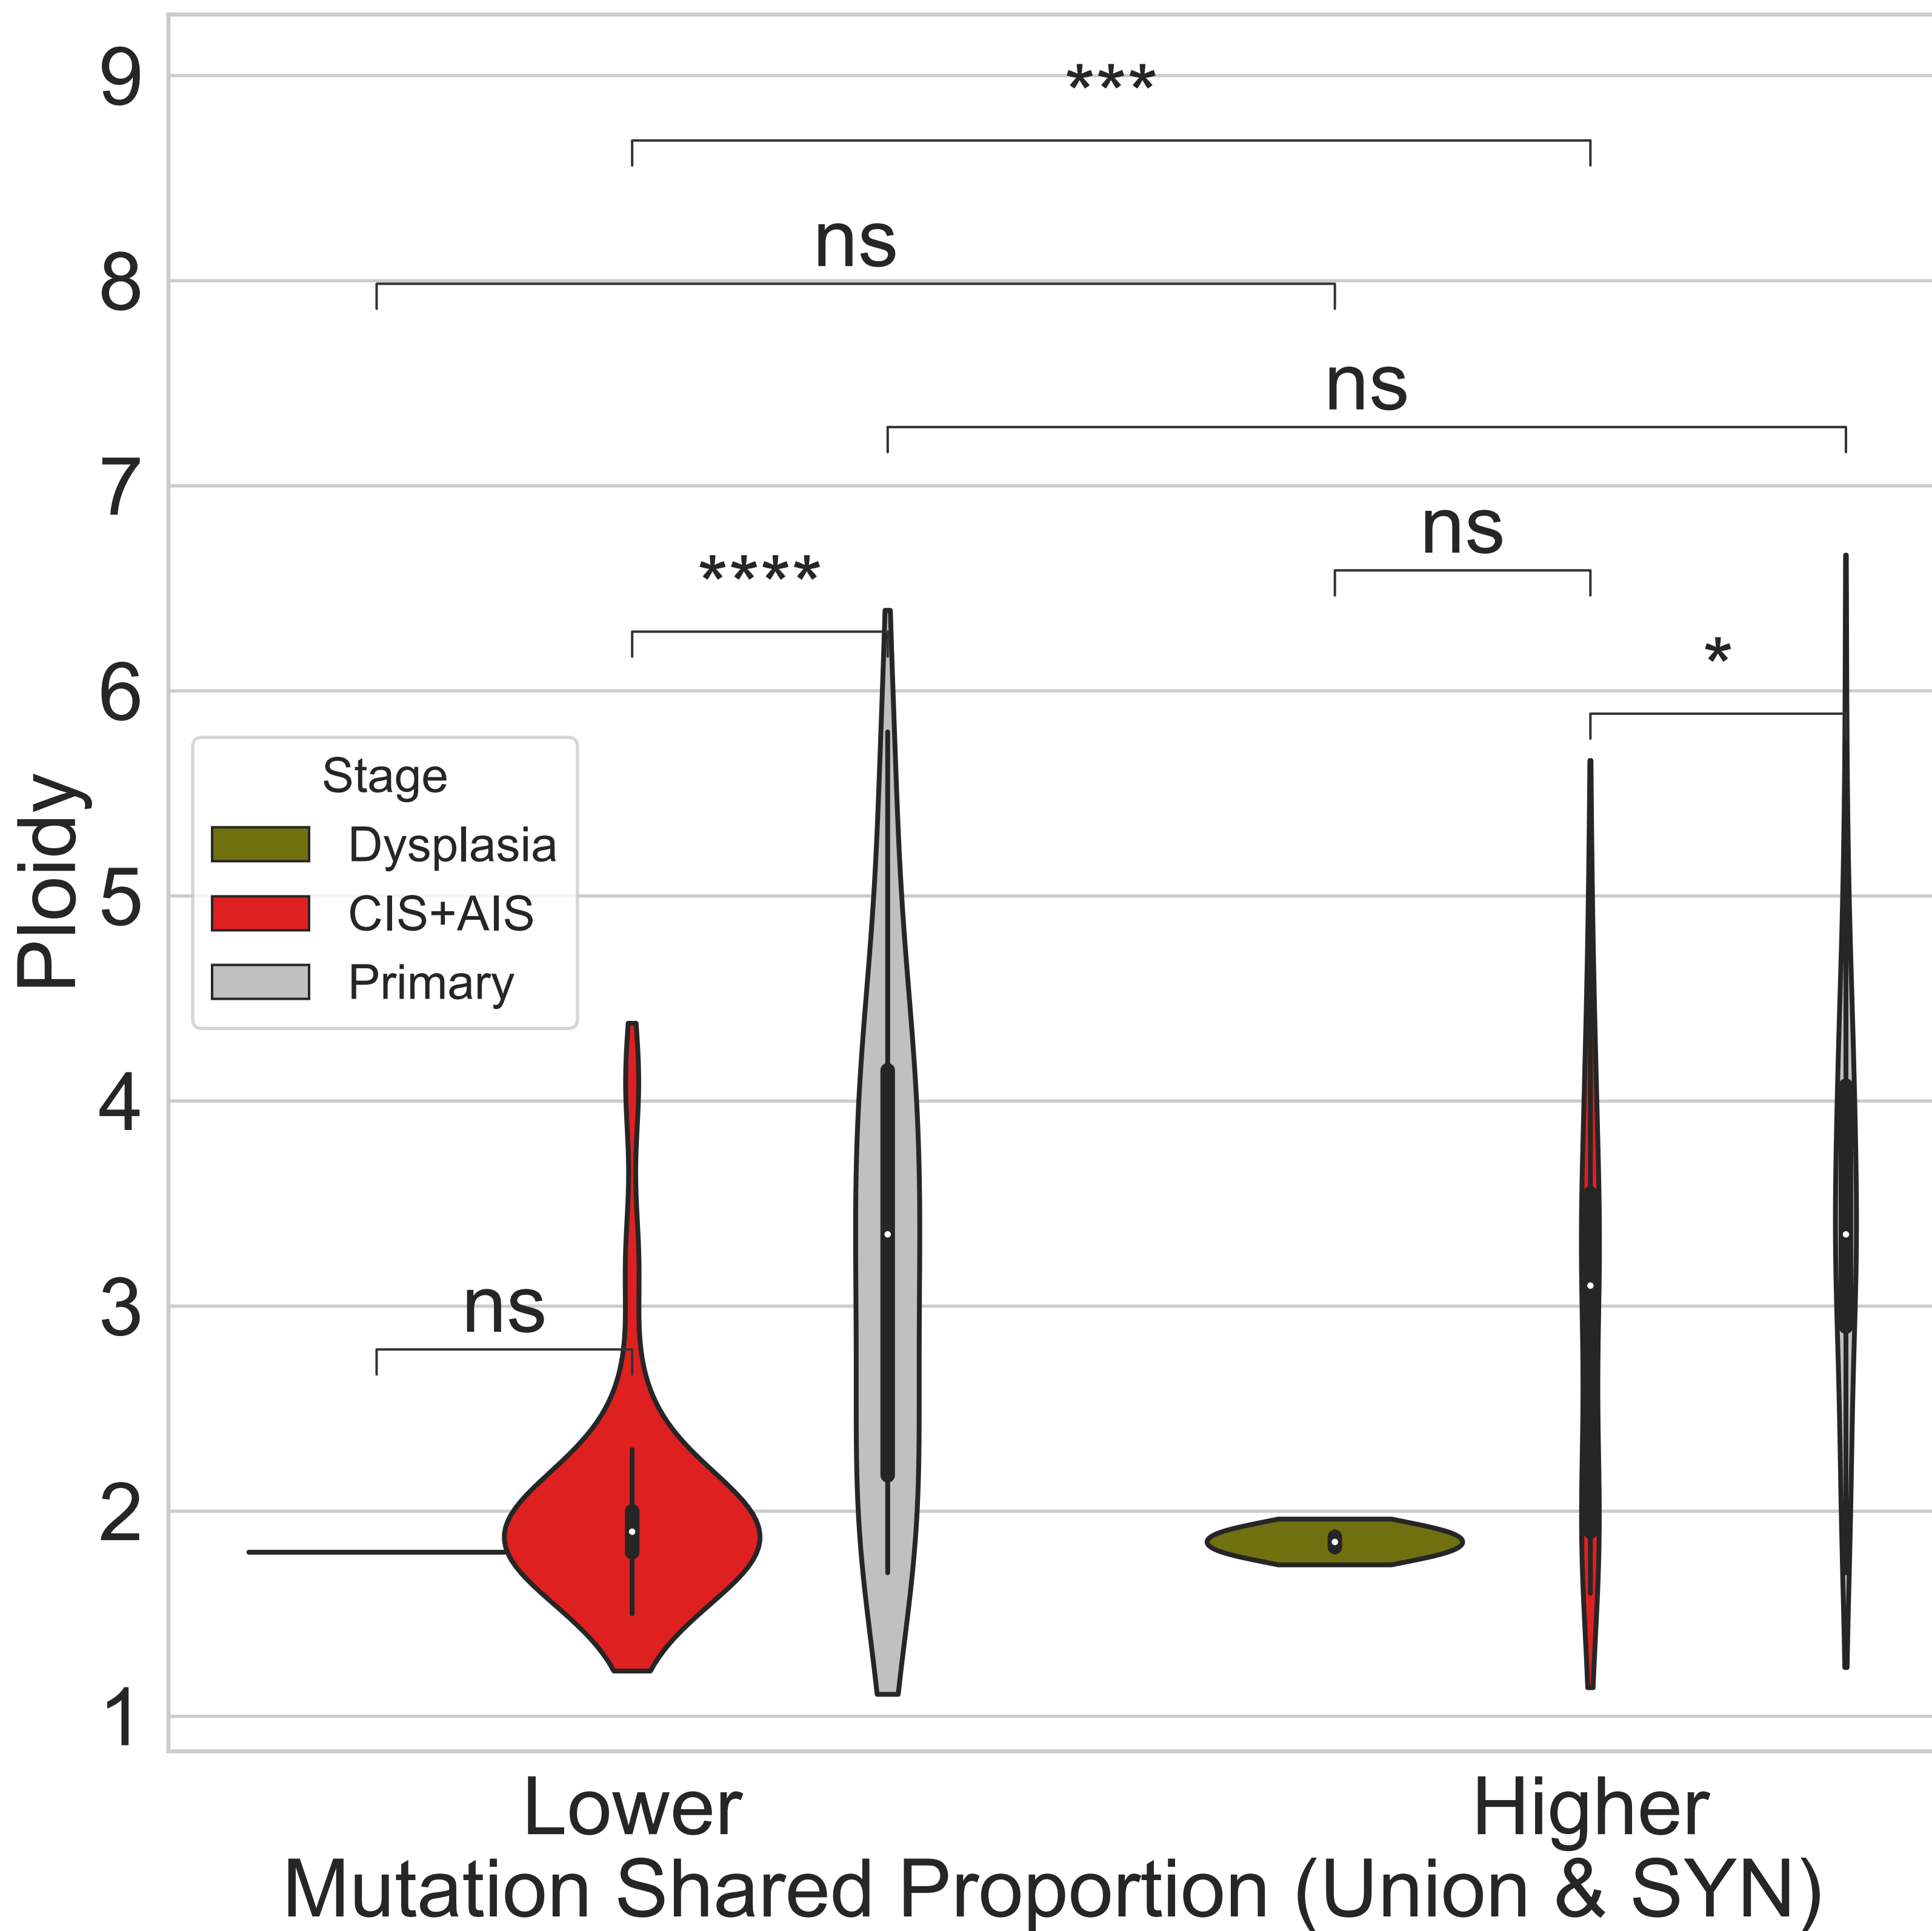 9
***
8
ns
ns
7
ns
****
6
*
Ploidy
Stage
Dysplasia
CIS+AIS
Primary
5
4
3
ns
2
1
Lower
Higher
Mutation Shared Proportion (Union & SYN)